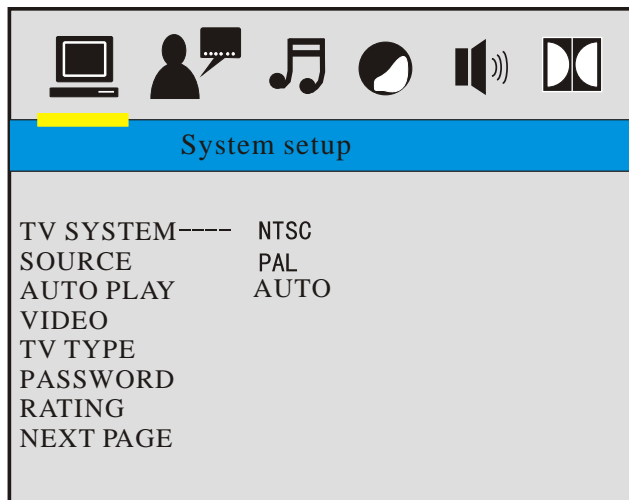 System setup
TV SYSTEM---- NTSC
SOURCE PAL
AUTO PLAY AUTO
VIDEO
TV TYPE
PASSWORD
RATING
NEXT PAGE